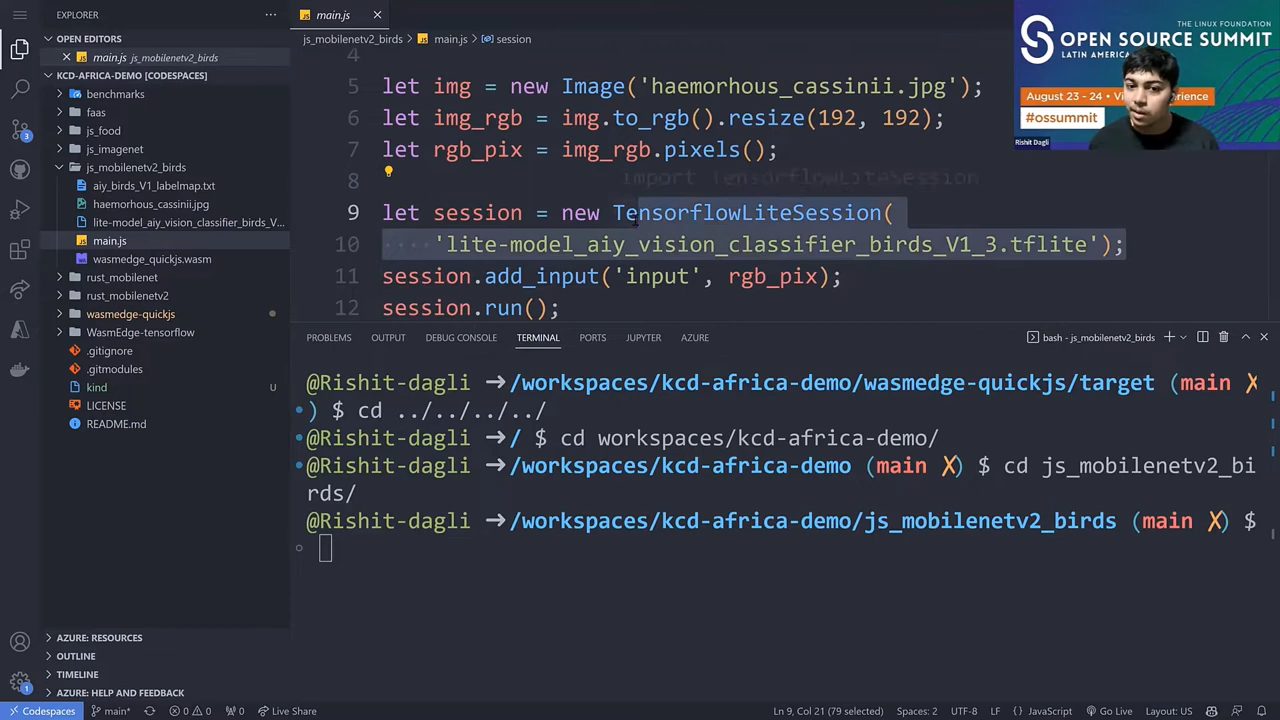 EXPLORER
···
OPEN EDITORS
main.js js_mobilenetv2_birds
KCD-AFRICA-DEMO [CODESPACES]
benchmarks
faas
js_food
js_imagenet
js_mobilenetv2_birds
aiy_birds_V1_labelmap.txt
haemorhous_cassinii.jpg
lite-model_aiy_vision_classifier_birds_V...
main.js
wasmedge_quickjs.wasm
rust_mobilenet
rust_mobilenetv2
wasmedge-quickjs
WasmEdge-tensorflow
.gitignore
.gitmodules
kind U
LICENSE
README.md
AZURE: RESOURCES
OUTLINE
TIMELINE
AZURE: HELP AND FEEDBACK
3
1
main.js
js_mobilenetv2_birds > main.js > session
4
5 let img = new Image('haemorhous_cassinii.jpg');
6 let img_rgb = img.to_rgb().resize(192, 192);
7 let rgb_pix = img_rgb.pixels();
import TensorflowLiteSession
8
9 let session = new TensorflowLiteSession(
10 ····'lite-model_aiy_vision_classifier_birds_V1_3.tflite');
11 session.add_input('input', rgb_pix);
12 session.run();
THE LINUX FOUNDATION
OPEN SOURCE SUMMIT
LATIN AMERICA
August 23 - 24 •
#ossummit
Rishit Dagli
PROBLEMS OUTPUT DEBUG CONSOLE TERMINAL PORTS JUPYTER AZURE
bash - js_mobilenetv2_birds
@Rishit-dagli ➜/workspaces/kcd-africa-demo/wasmedge-quickjs/target (main ✗
) $ cd ../../../../
@Rishit-dagli ➜/ $ cd workspaces/kcd-africa-demo/
@Rishit-dagli ➜/workspaces/kcd-africa-demo (main ✗) $ cd js_mobilenetv2_bi
rds/
@Rishit-dagli ➜/workspaces/kcd-africa-demo/js_mobilenetv2_birds (main ✗) $
Codespaces main* 0 0 0 Live Share Ln 9, Col 21 (79 selected) Spaces: 2 UTF-8 LF {} JavaScript Go Live Layout: US